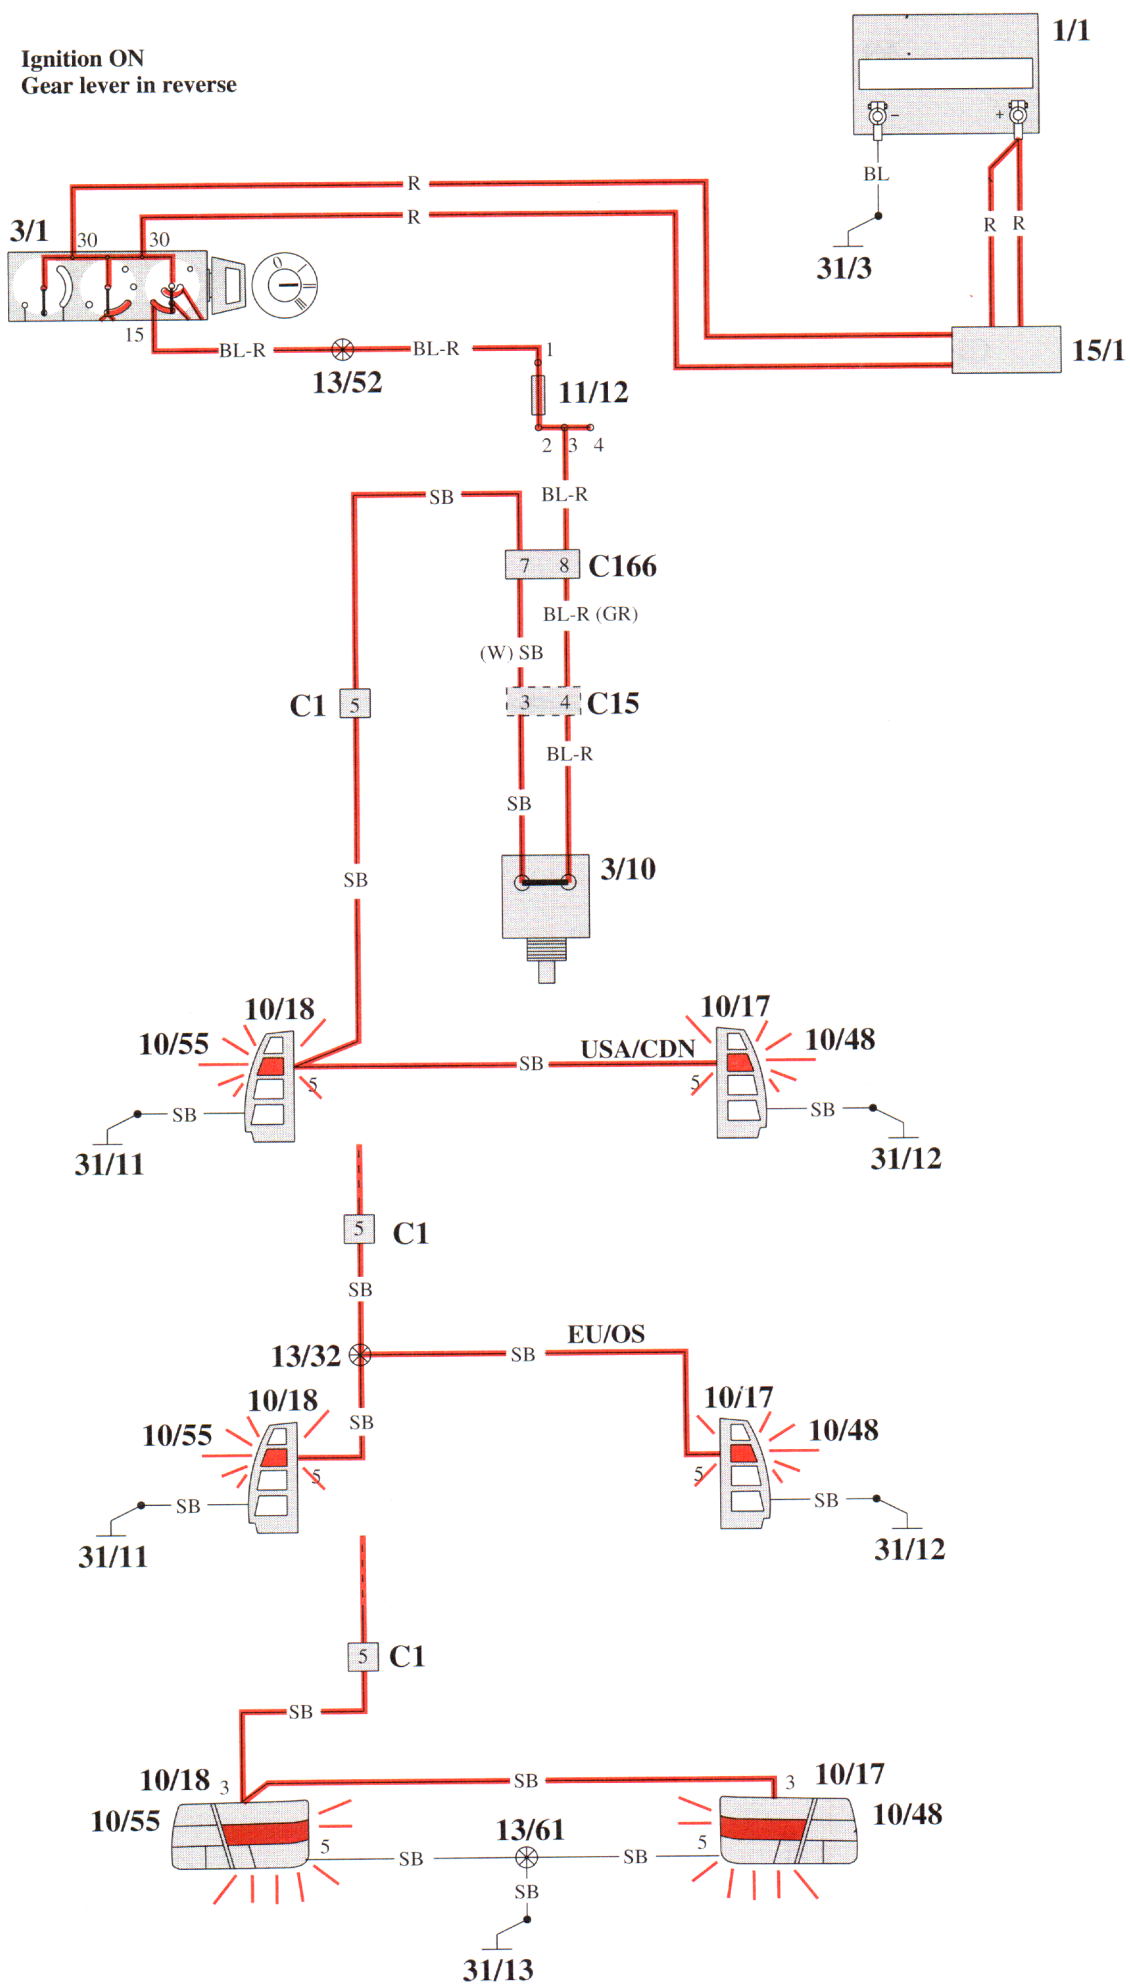 Ignition ON
Gear lever in reverse
1/1
− +
BL
R R
31/3
15/1
R
R
3/1
30 30
0 I II III
15
BL-R
13/52
BL-R
1
11/12
2 3 4
SB
BL-R
7 8
C166
BL-R (GR)
(W) SB
C1
5
3 4
C15
BL-R
SB
3/10
SB
10/18
10/55
5
SB
31/11
SB
USA/CDN
10/17
10/48
5
SB
31/12
5
C1
SB
13/32
SB
EU/OS
10/18
10/55
SB
5
SB
31/11
10/17
10/48
5
SB
31/12
5
C1
SB
10/18
3
10/55
5
SB
3
10/17
10/48
5
SB
13/61
SB
SB
31/13